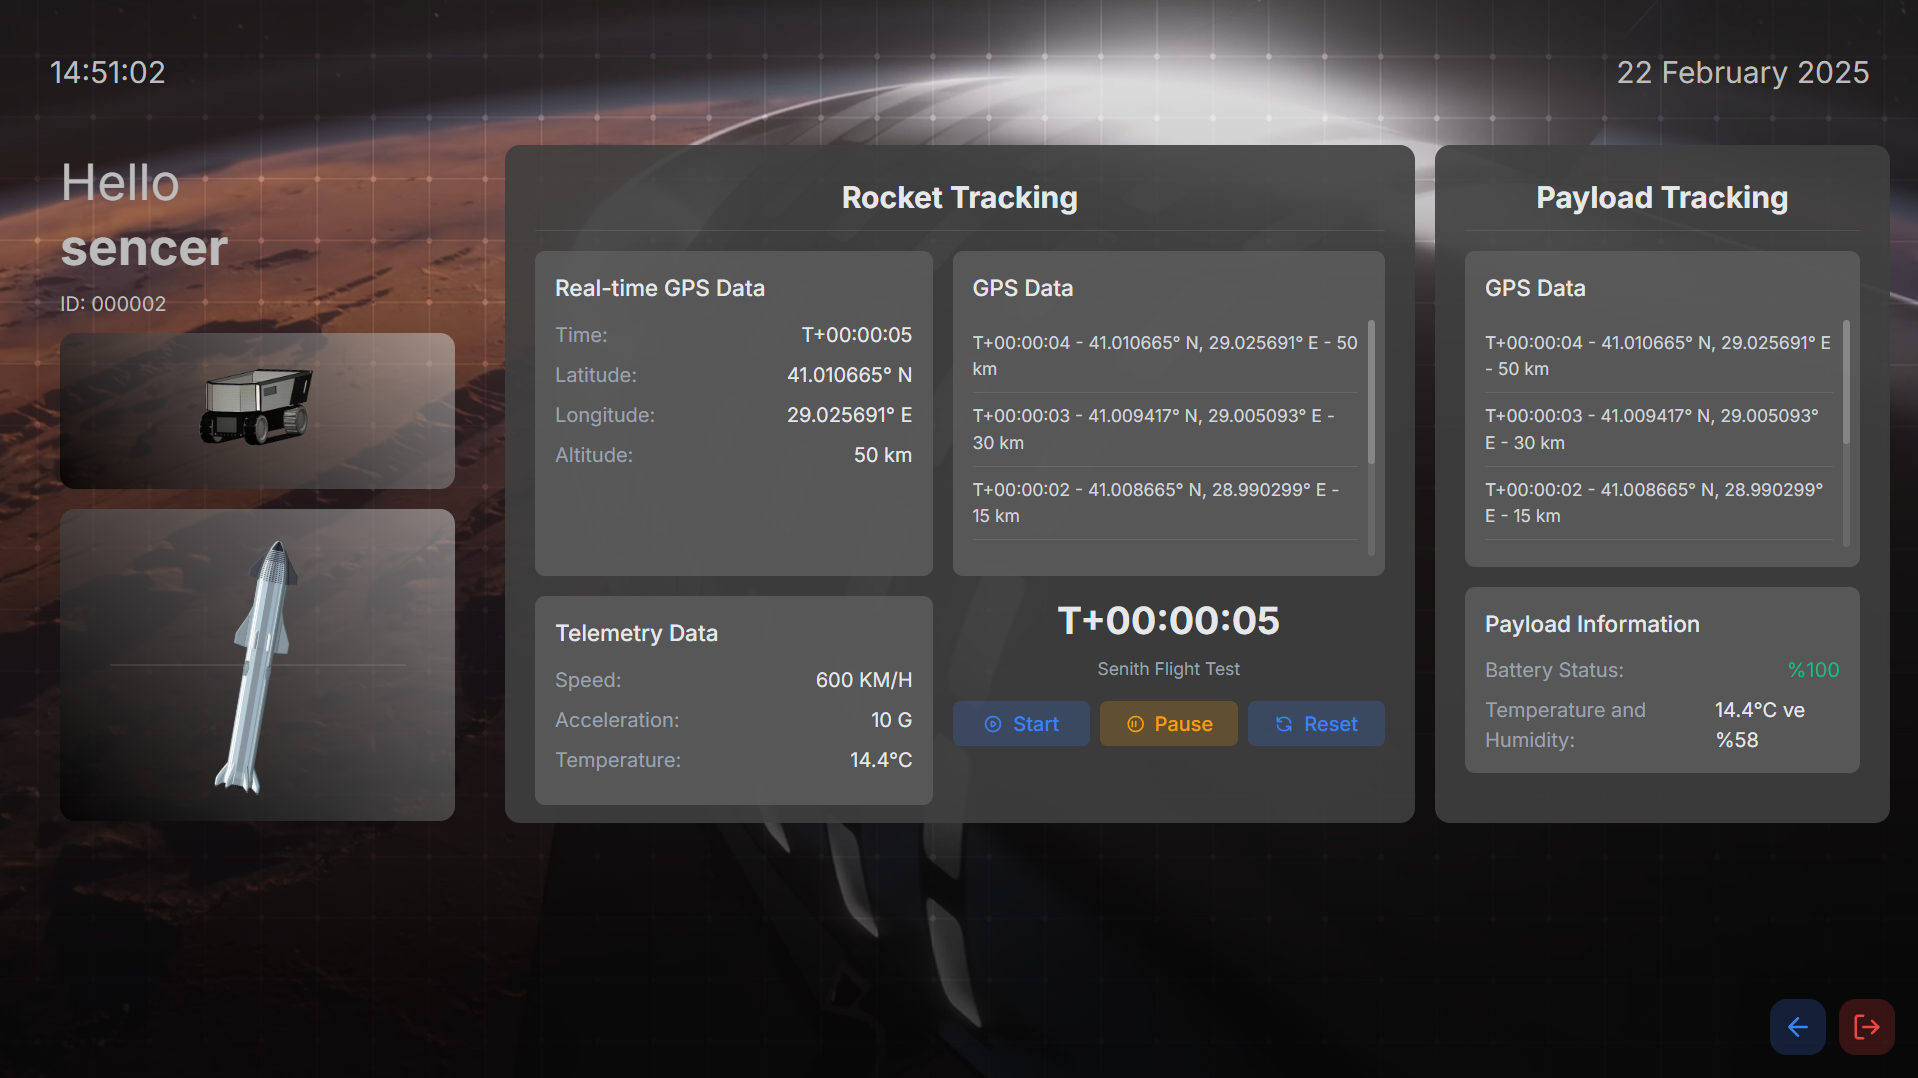 14:51:02
22 February 2025
Hello
sencer
ID: 000002
Rocket Tracking
Real-time GPS Data
Time: T+00:00:05
Latitude: 41.010665° N
Longitude: 29.025691° E
Altitude: 50 km
GPS Data
T+00:00:04 - 41.010665° N, 29.025691° E - 50
km
T+00:00:03 - 41.009417° N, 29.005093° E -
30 km
T+00:00:02 - 41.008665° N, 28.990299° E -
15 km
Telemetry Data
Speed: 600 KM/H
Acceleration: 10 G
Temperature: 14.4°C
T+00:00:05
Senith Flight Test
Start
Pause
Reset
Payload Tracking
GPS Data
T+00:00:04 - 41.010665° N, 29.025691° E
- 50 km
T+00:00:03 - 41.009417° N, 29.005093°
E - 30 km
T+00:00:02 - 41.008665° N, 28.990299°
E - 15 km
Payload Information
Battery Status: %100
Temperature and 14.4°C ve
Humidity: %58